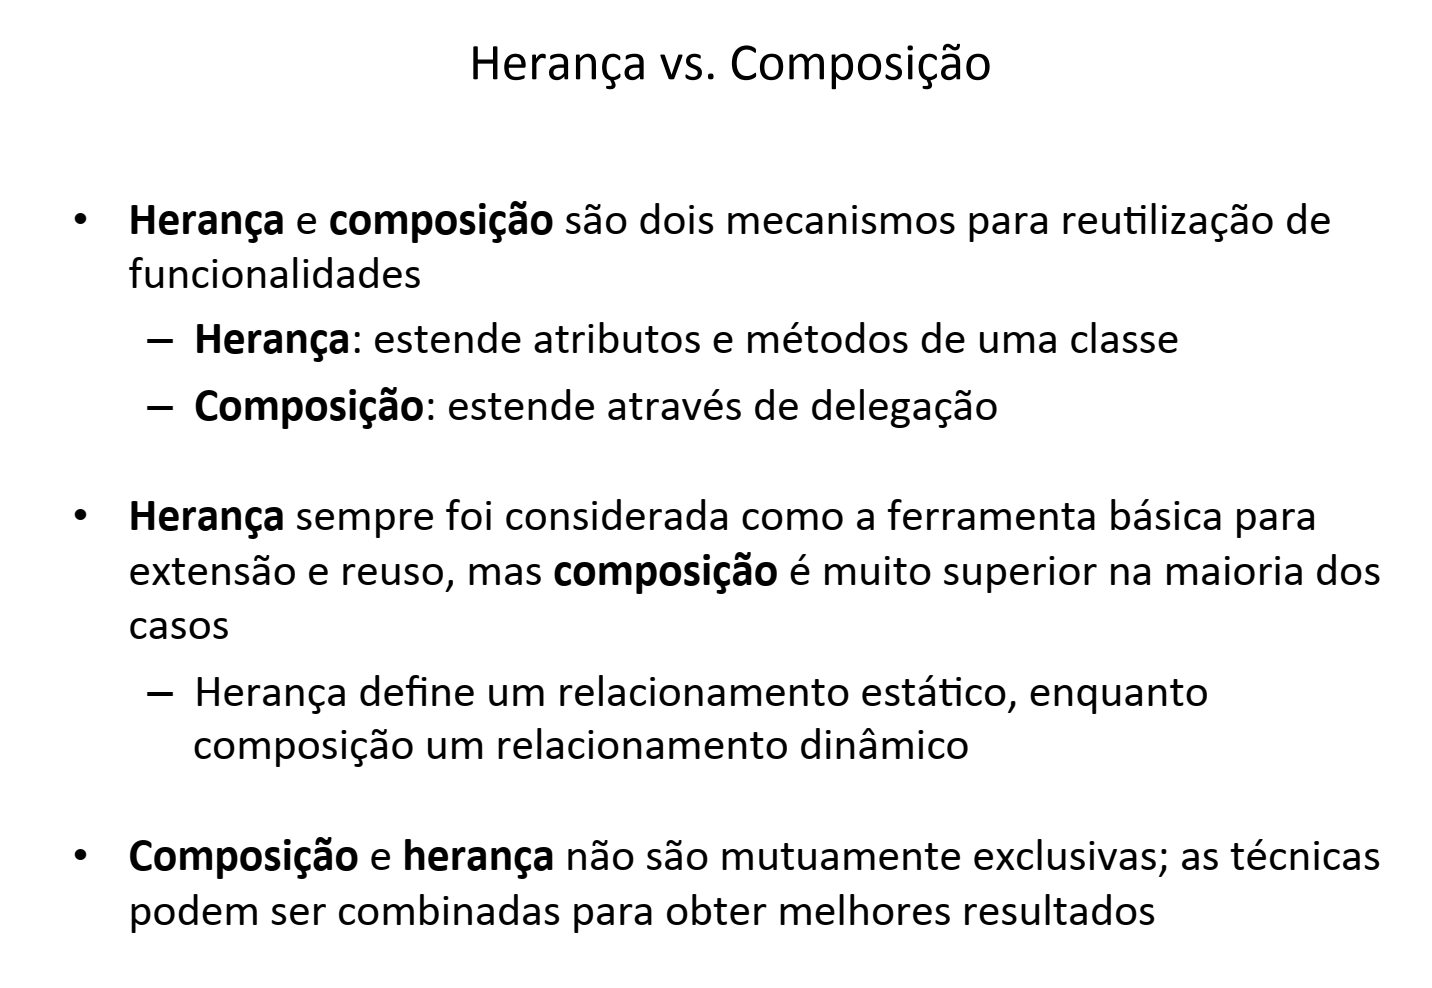 Herança vs. Composição
• Herança e composição são dois mecanismos para reutilização de
funcionalidades
– Herança: estende atributos e métodos de uma classe
– Composição: estende através de delegação
• Herança sempre foi considerada como a ferramenta básica para
extensão e reuso, mas composição é muito superior na maioria dos
casos
– Herança define um relacionamento estático, enquanto
composição um relacionamento dinâmico
• Composição e herança não são mutuamente exclusivas; as técnicas
podem ser combinadas para obter melhores resultados